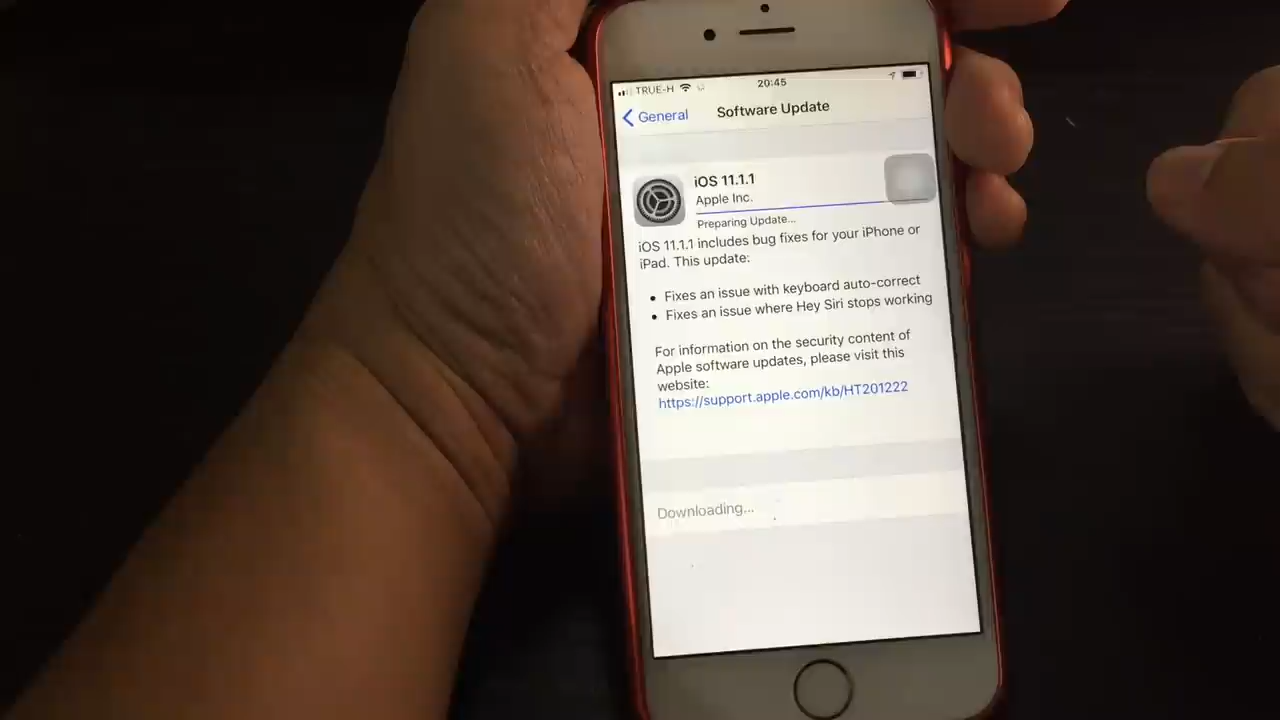 TRUE-H 20:45
General Software Update
iOS 11.1.1
Apple Inc.
Preparing Update...
iOS 11.1.1 includes bug fixes for your iPhone or
iPad. This update:
• Fixes an issue with keyboard auto-correct
• Fixes an issue where Hey Siri stops working
For information on the security content of
Apple software updates, please visit this
website:
https://support.apple.com/kb/HT201222
Downloading...